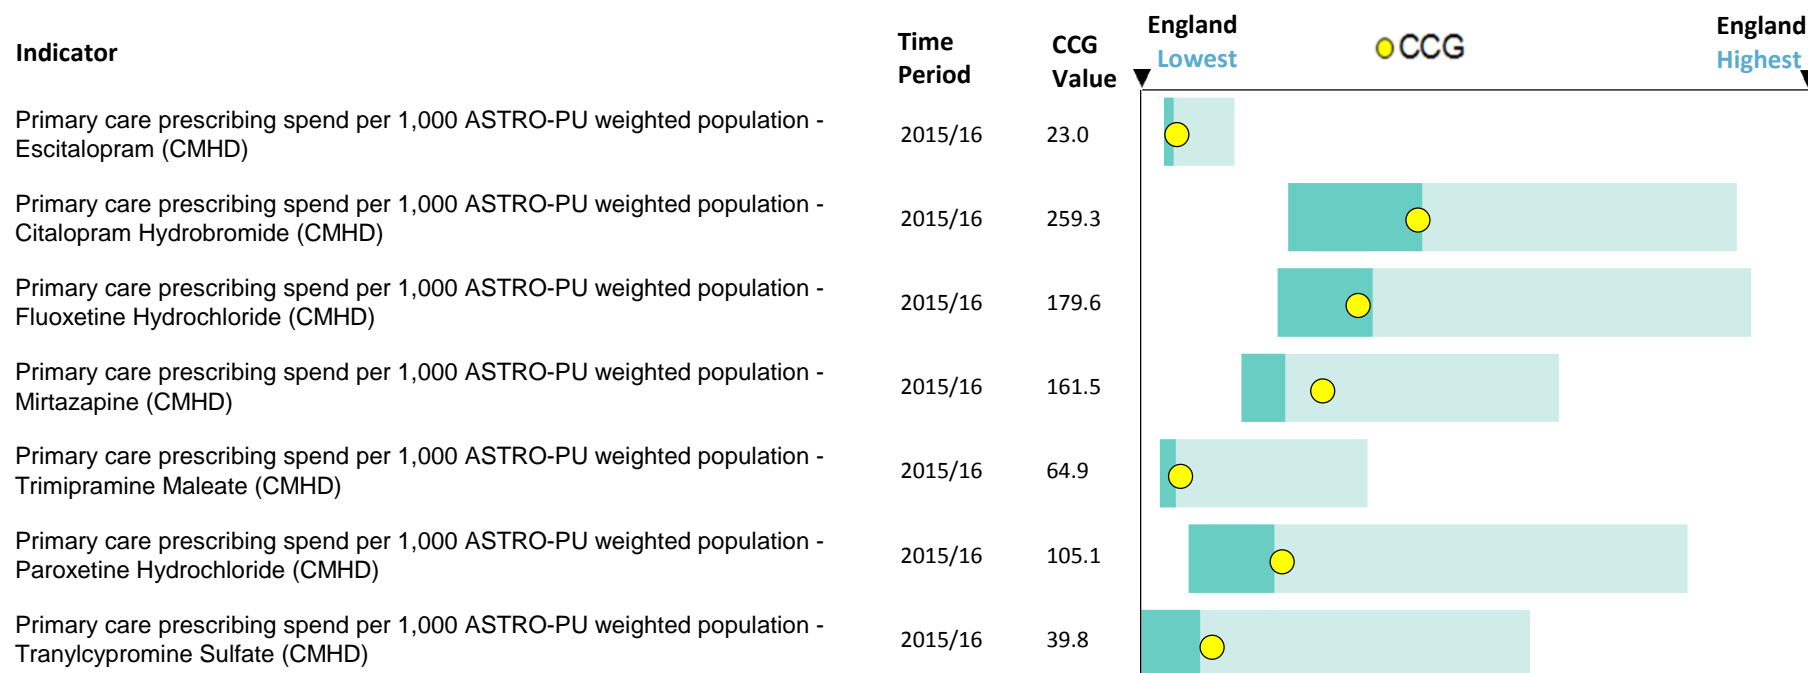 Indicator
Time Period
CCG Value
England Lowest
CCG
England Highest
Primary care prescribing spend per 1,000 ASTRO-PU weighted population -
Escitalopram (CMHD)
2015/16
23.0
Primary care prescribing spend per 1,000 ASTRO-PU weighted population -
Citalopram Hydrobromide (CMHD)
2015/16
259.3
Primary care prescribing spend per 1,000 ASTRO-PU weighted population -
Fluoxetine Hydrochloride (CMHD)
2015/16
179.6
Primary care prescribing spend per 1,000 ASTRO-PU weighted population -
Mirtazapine (CMHD)
2015/16
161.5
Primary care prescribing spend per 1,000 ASTRO-PU weighted population -
Trimipramine Maleate (CMHD)
2015/16
64.9
Primary care prescribing spend per 1,000 ASTRO-PU weighted population -
Paroxetine Hydrochloride (CMHD)
2015/16
105.1
Primary care prescribing spend per 1,000 ASTRO-PU weighted population -
Tranylcypromine Sulfate (CMHD)
2015/16
39.8